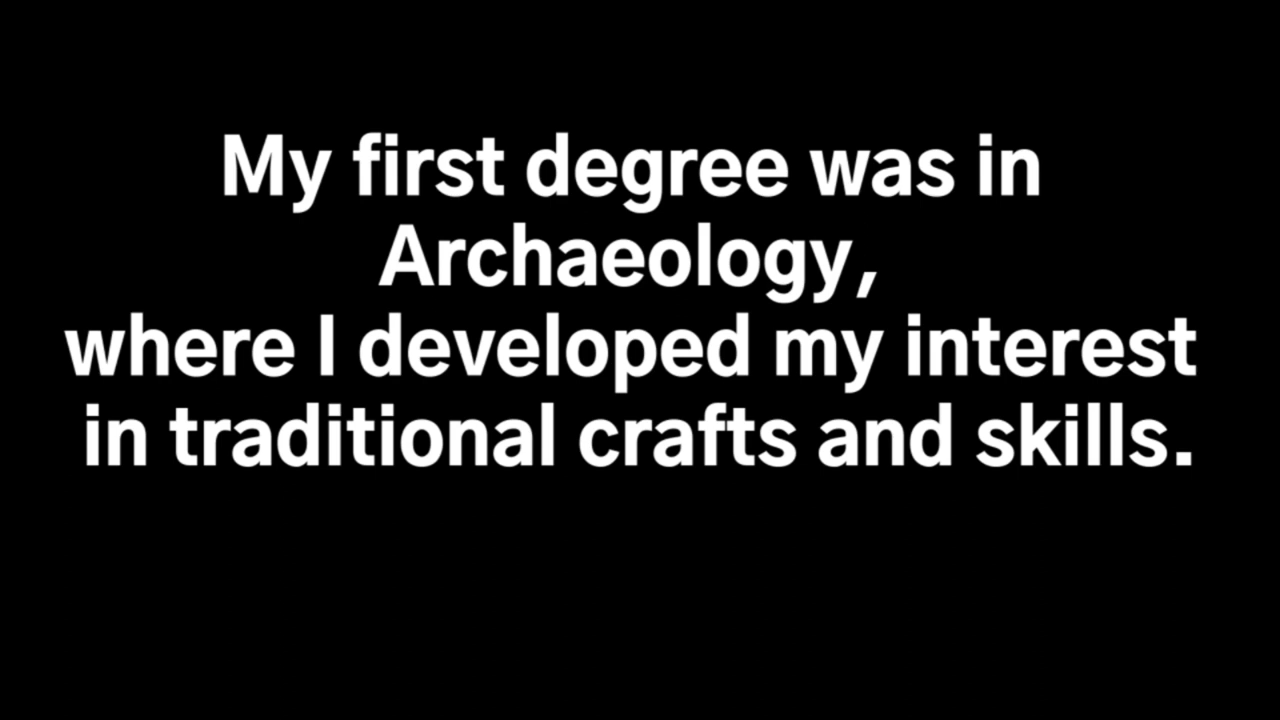 My first degree was in
Archaeology,
where I developed my interest
in traditional crafts and skills.